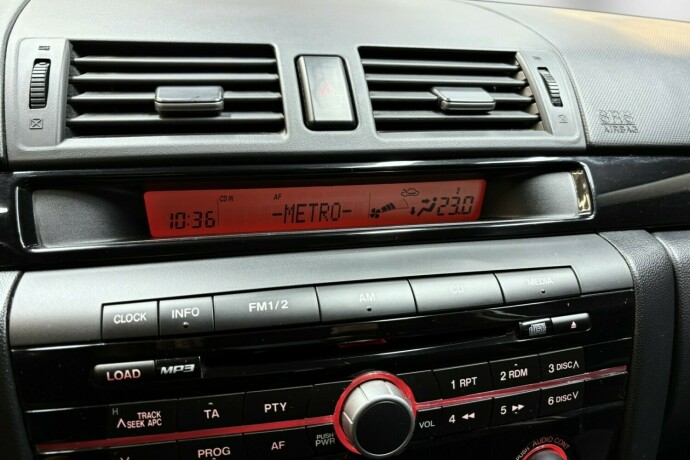 SRS
AIRBAG
CD IN AF 2
10:36 -METRO- 23.0
CLOCK INFO FM1/2 AM CD MEDIA
LOAD MP3
1 RPT 2 RDM 3 DISC∧
H TRACK TA PTY
∧ SEEK APC
VOL 4 ◀◀ 5 ▶▶ 6 DISC∨
PUSH
PWR
PROG AF
PUSH AUDIO CONT